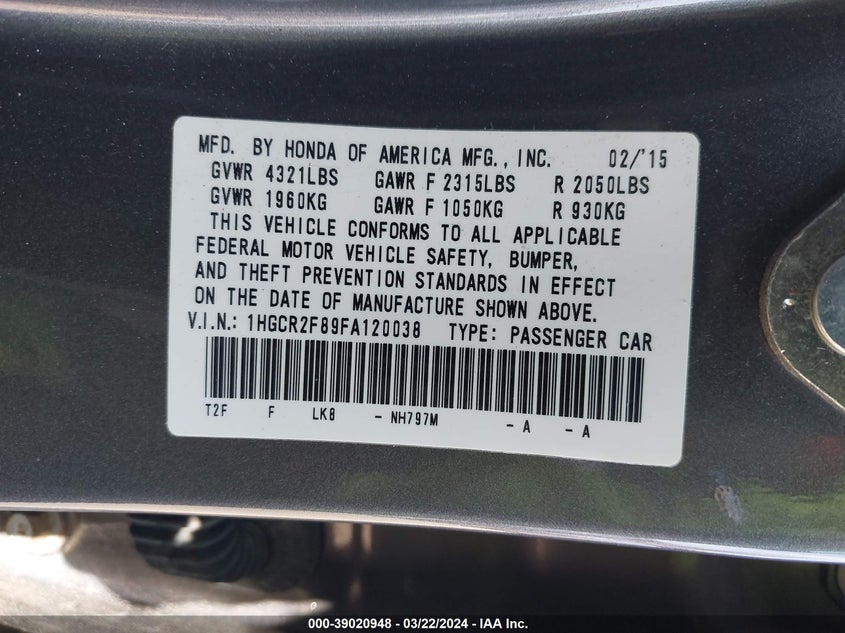 MFD. BY HONDA OF AMERICA MFG., INC. 02/'15
GVWR 4321LBS GAWR F 2315LBS R 2050LBS
GVWR 1960KG GAWR F 1050KG R 930KG
THIS VEHICLE CONFORMS TO ALL APPLICABLE
FEDERAL MOTOR VEHICLE SAFETY, BUMPER,
AND THEFT PREVENTION STANDARDS IN EFFECT
ON THE DATE OF MANUFACTURE SHOWN ABOVE.
V.I.N.: 1HGCR2F89FA120038 TYPE: PASSENGER CAR
T2F F LK8 - NH797M - A - A
000-39020948 - 03/22/2024 - IAA Inc.